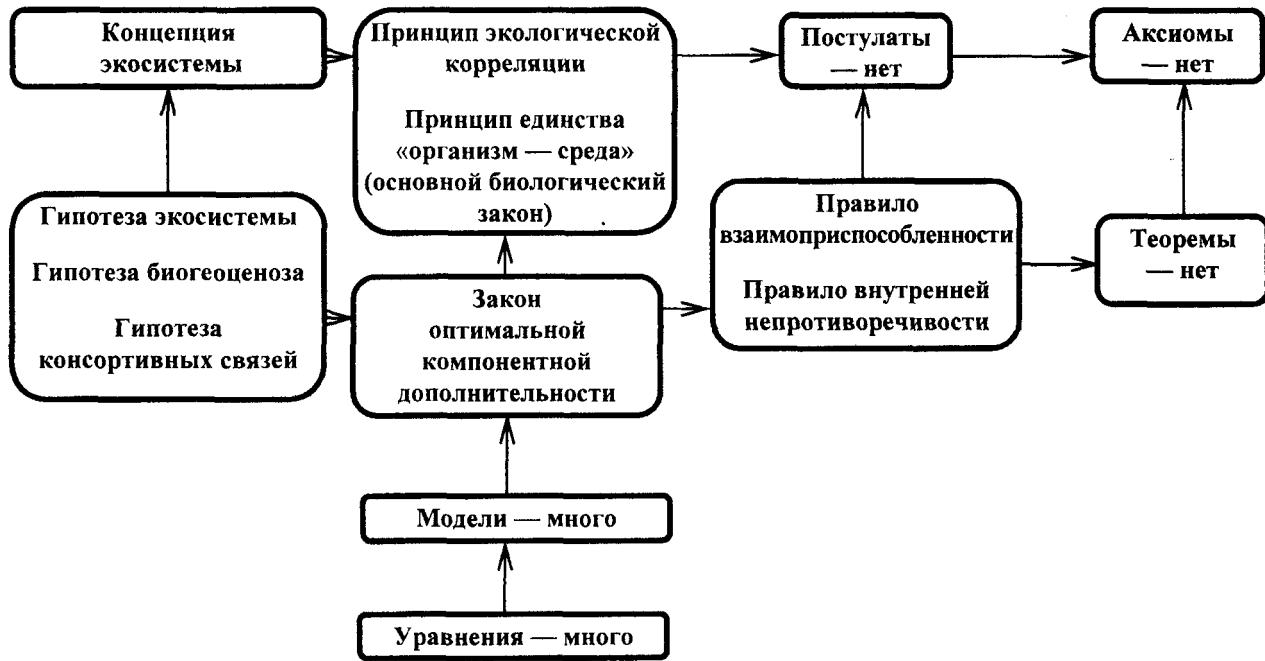 Концепция
экосистемы
Принцип экологической
корреляции
Принцип единства
«организм — среда»
(основной биологический
закон)
Постулаты
— нет
Аксиомы
— нет
Гипотеза экосистемы
Гипотеза биогеоценоза
Гипотеза
консортивных связей
Закон
оптимальной
компонентной
дополнительности
Правило
взаимоприспособленности
Правило внутренней
непротиворечивости
Теоремы
— нет
Модели — много
Уравнения — много